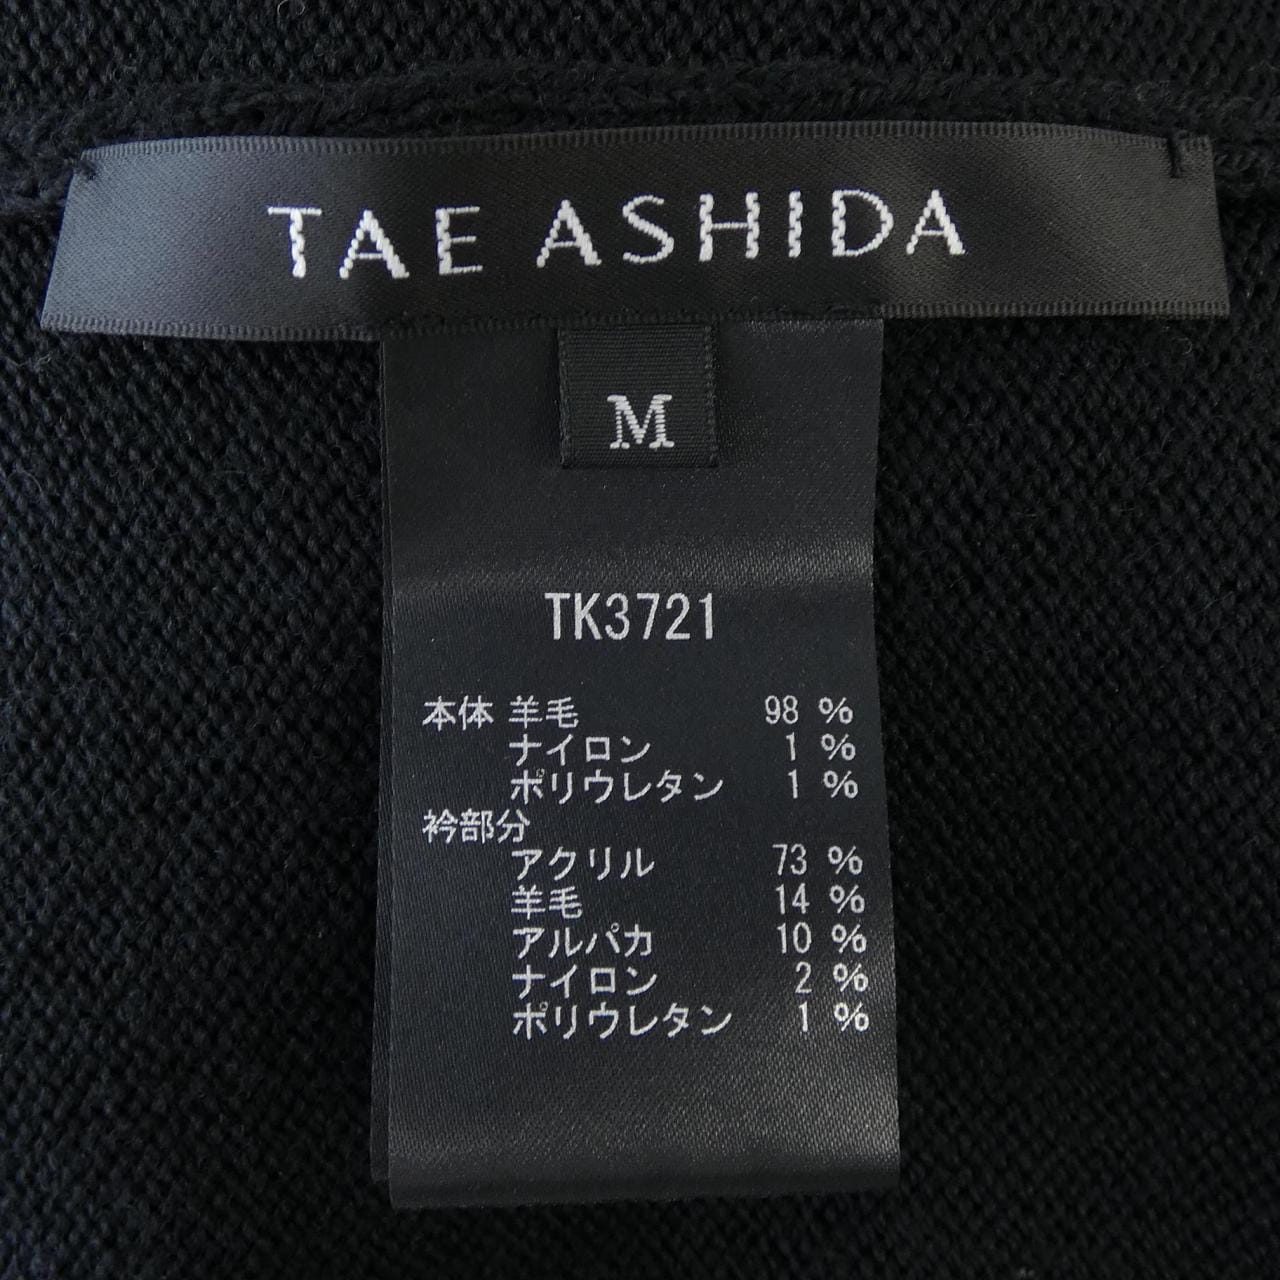 TAE ASHIDA
M
TK3721
本体 羊毛 98 %
ナイロン 1 %
ポリウレタン 1 %
衿部分
アクリル 73 %
羊毛 14 %
アルパカ 10 %
ナイロン 2 %
ポリウレタン 1 %